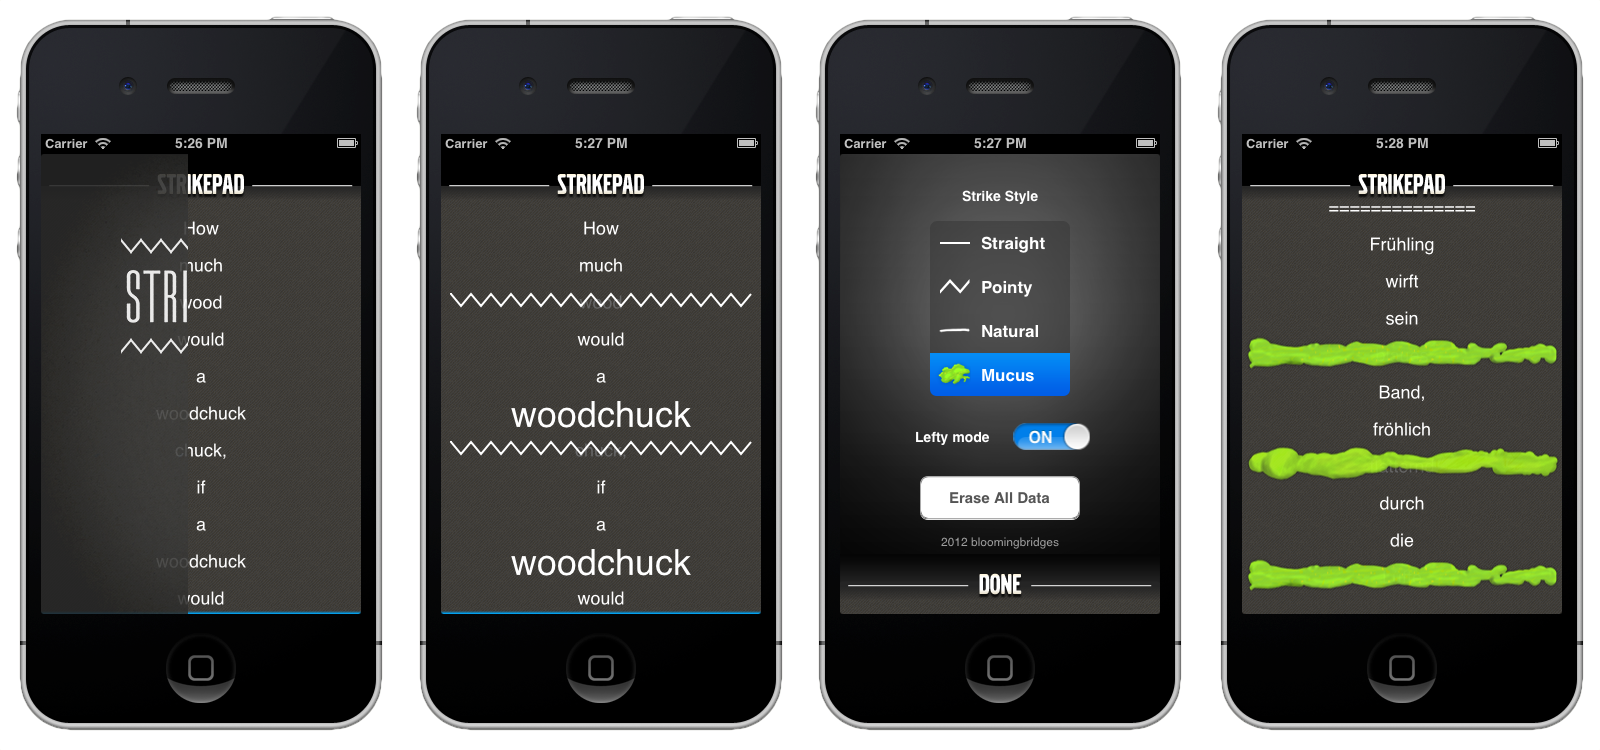 Carrier 5:26 PM
STRIKEPAD
How
much
STRI
wood
would
a
woodchuck
chuck,
if
a
woodchuck
would
Carrier 5:27 PM
STRIKEPAD
How
much
wood
would
a
woodchuck
chuck,
if
a
woodchuck
would
Carrier 5:27 PM
Strike Style
Straight
Pointy
Natural
Mucus
Lefty mode ON
Erase All Data
2012 bloomingbridges
DONE
Carrier 5:28 PM
STRIKEPAD
==============
Frühling
wirft
sein
Band,
fröhlich
durch
die